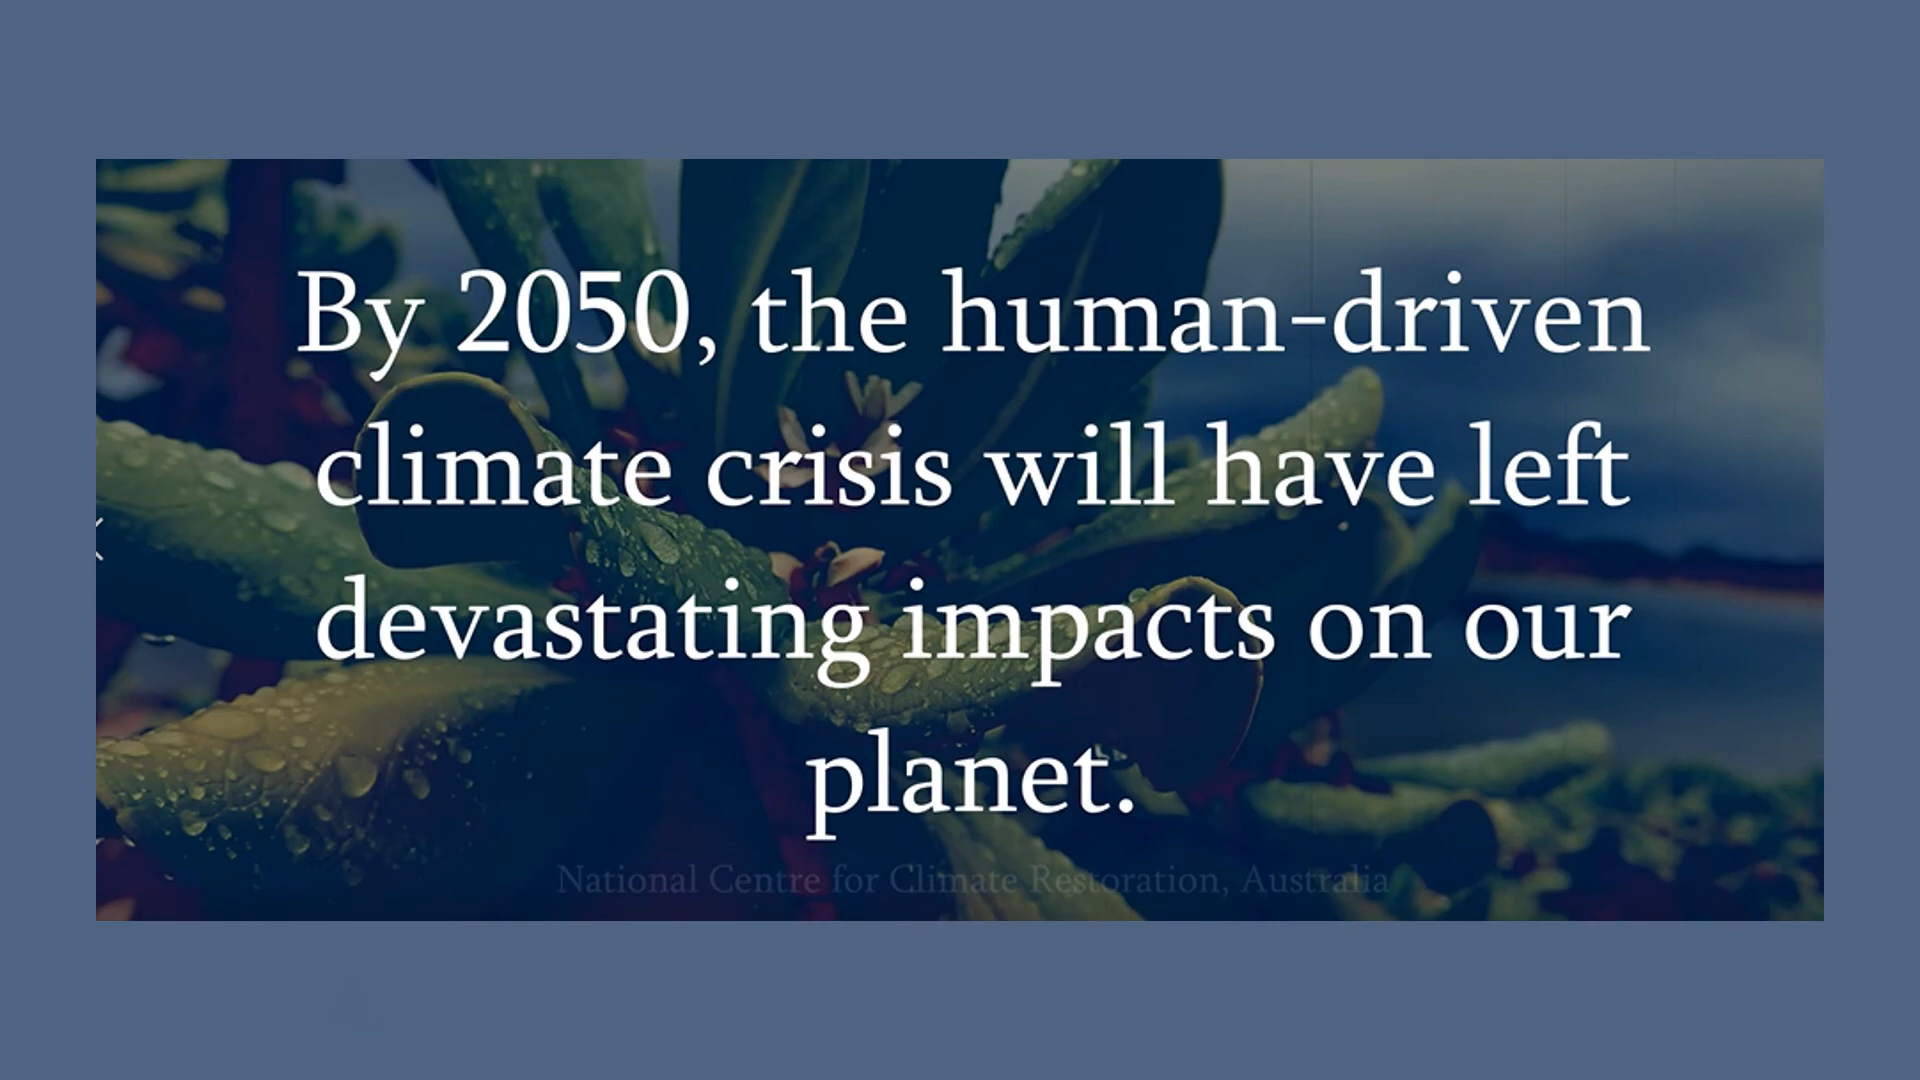 By 2050, the human-driven
climate crisis will have left
devastating impacts on our
planet.
National Centre for Climate Restoration, Australia